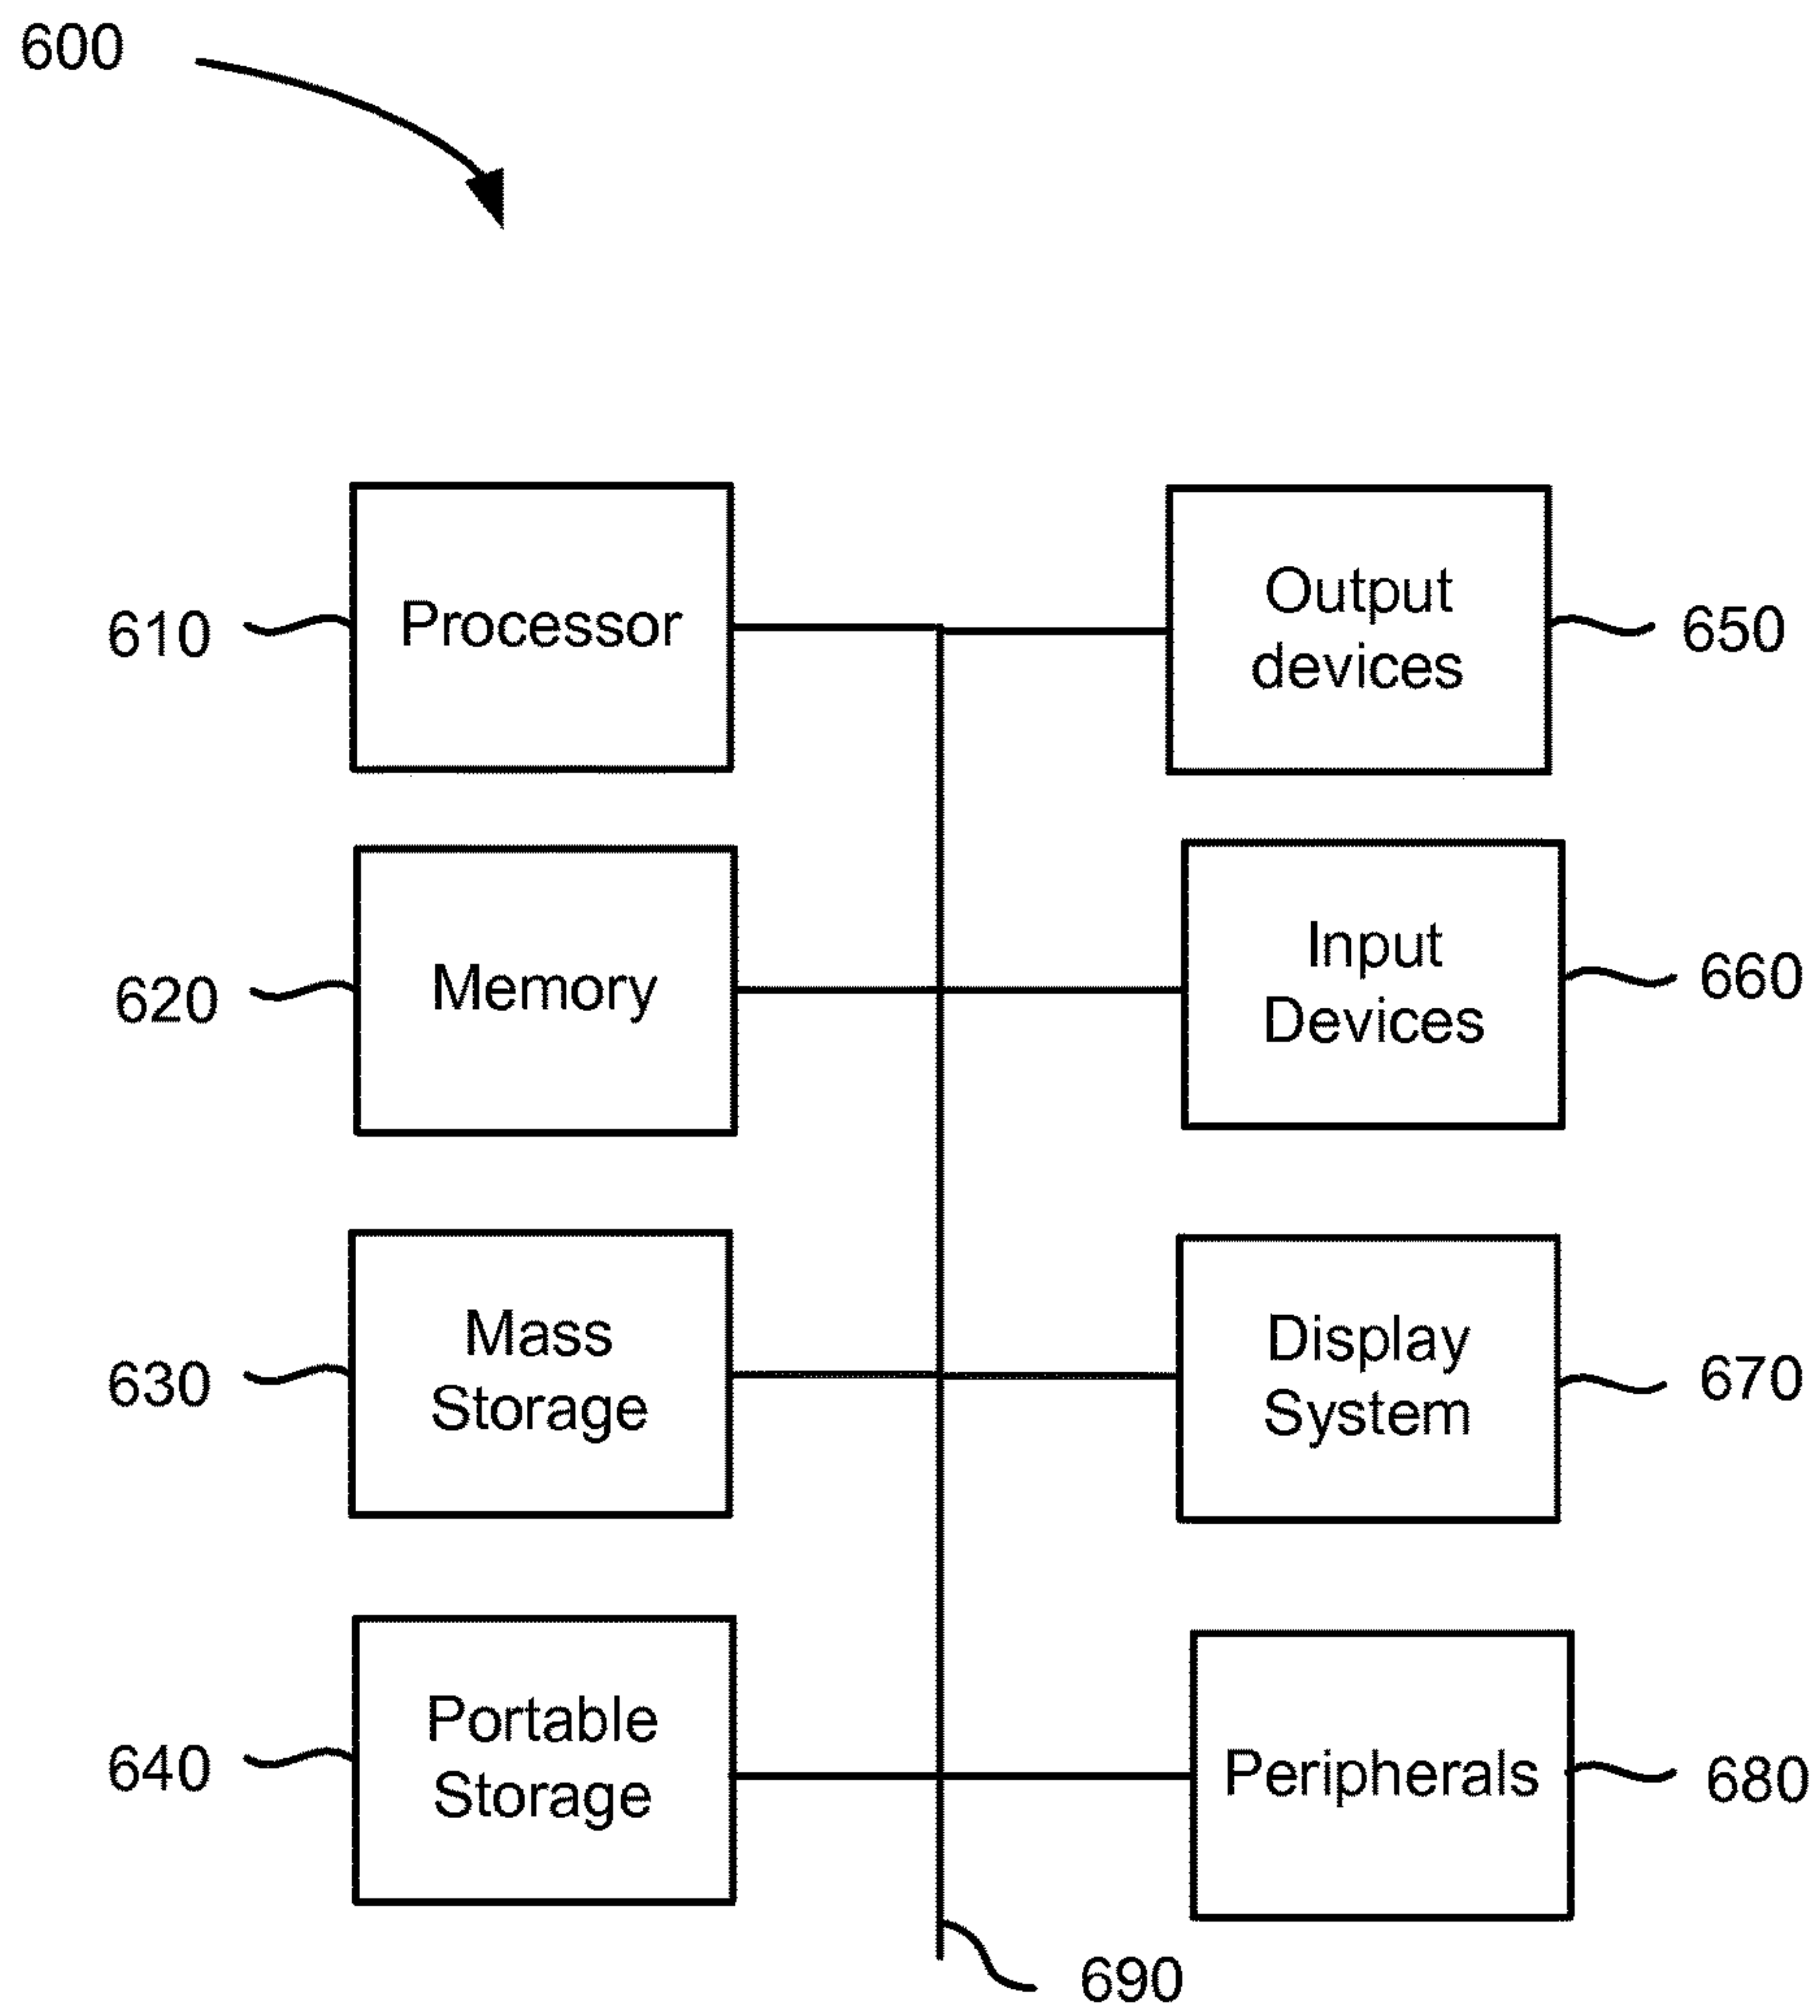 600
610
Processor
Output
devices
650
620
Memory
Input
Devices
660
630
Mass
Storage
Display
System
670
640
Portable
Storage
Peripherals
680
690